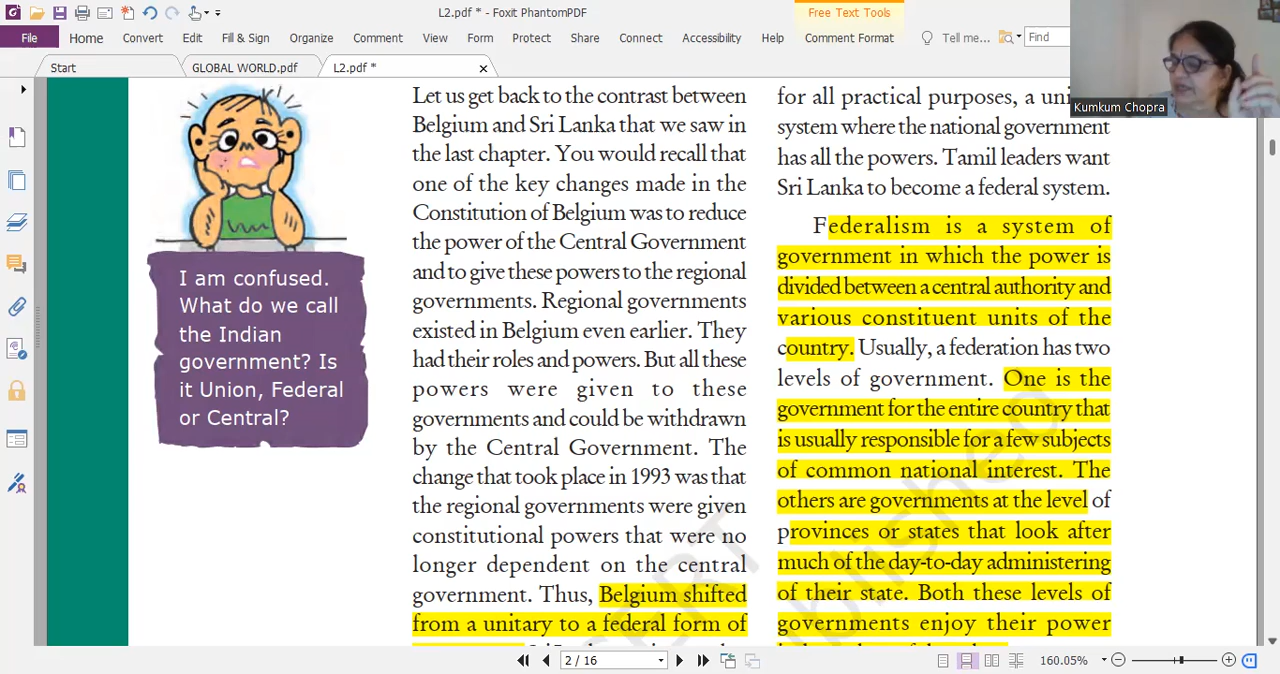 L2.pdf * - Foxit PhantomPDF
Free Text Tools
File Home Convert Edit Fill & Sign Organize Comment View Form Protect Share Connect Accessibility Help Comment Format Tell me... Find
Start GLOBAL WORLD.pdf L2.pdf *
Kumkum Chopra
I am confused.
What do we call
the Indian
government? Is
it Union, Federal
or Central?
Let us get back to the contrast between
Belgium and Sri Lanka that we saw in
the last chapter. You would recall that
one of the key changes made in the
Constitution of Belgium was to reduce
the power of the Central Government
and to give these powers to the regional
governments. Regional governments
existed in Belgium even earlier. They
had their roles and powers. But all these
powers were given to these
governments and could be withdrawn
by the Central Government. The
change that took place in 1993 was that
the regional governments were given
constitutional powers that were no
longer dependent on the central
government. Thus, Belgium shifted
from a unitary to a federal form of
for all practical purposes, a
system where the national government
has all the powers. Tamil leaders want
Sri Lanka to become a federal system.
Federalism is a system of
government in which the power is
divided between a central authority and
various constituent units of the
country. Usually, a federation has two
levels of government. One is the
government for the entire country that
is usually responsible for a few subjects
of common national interest. The
others are governments at the level of
provinces or states that look after
much of the day-to-day administering
of their state. Both these levels of
governments enjoy their power
2 / 16
160.05%